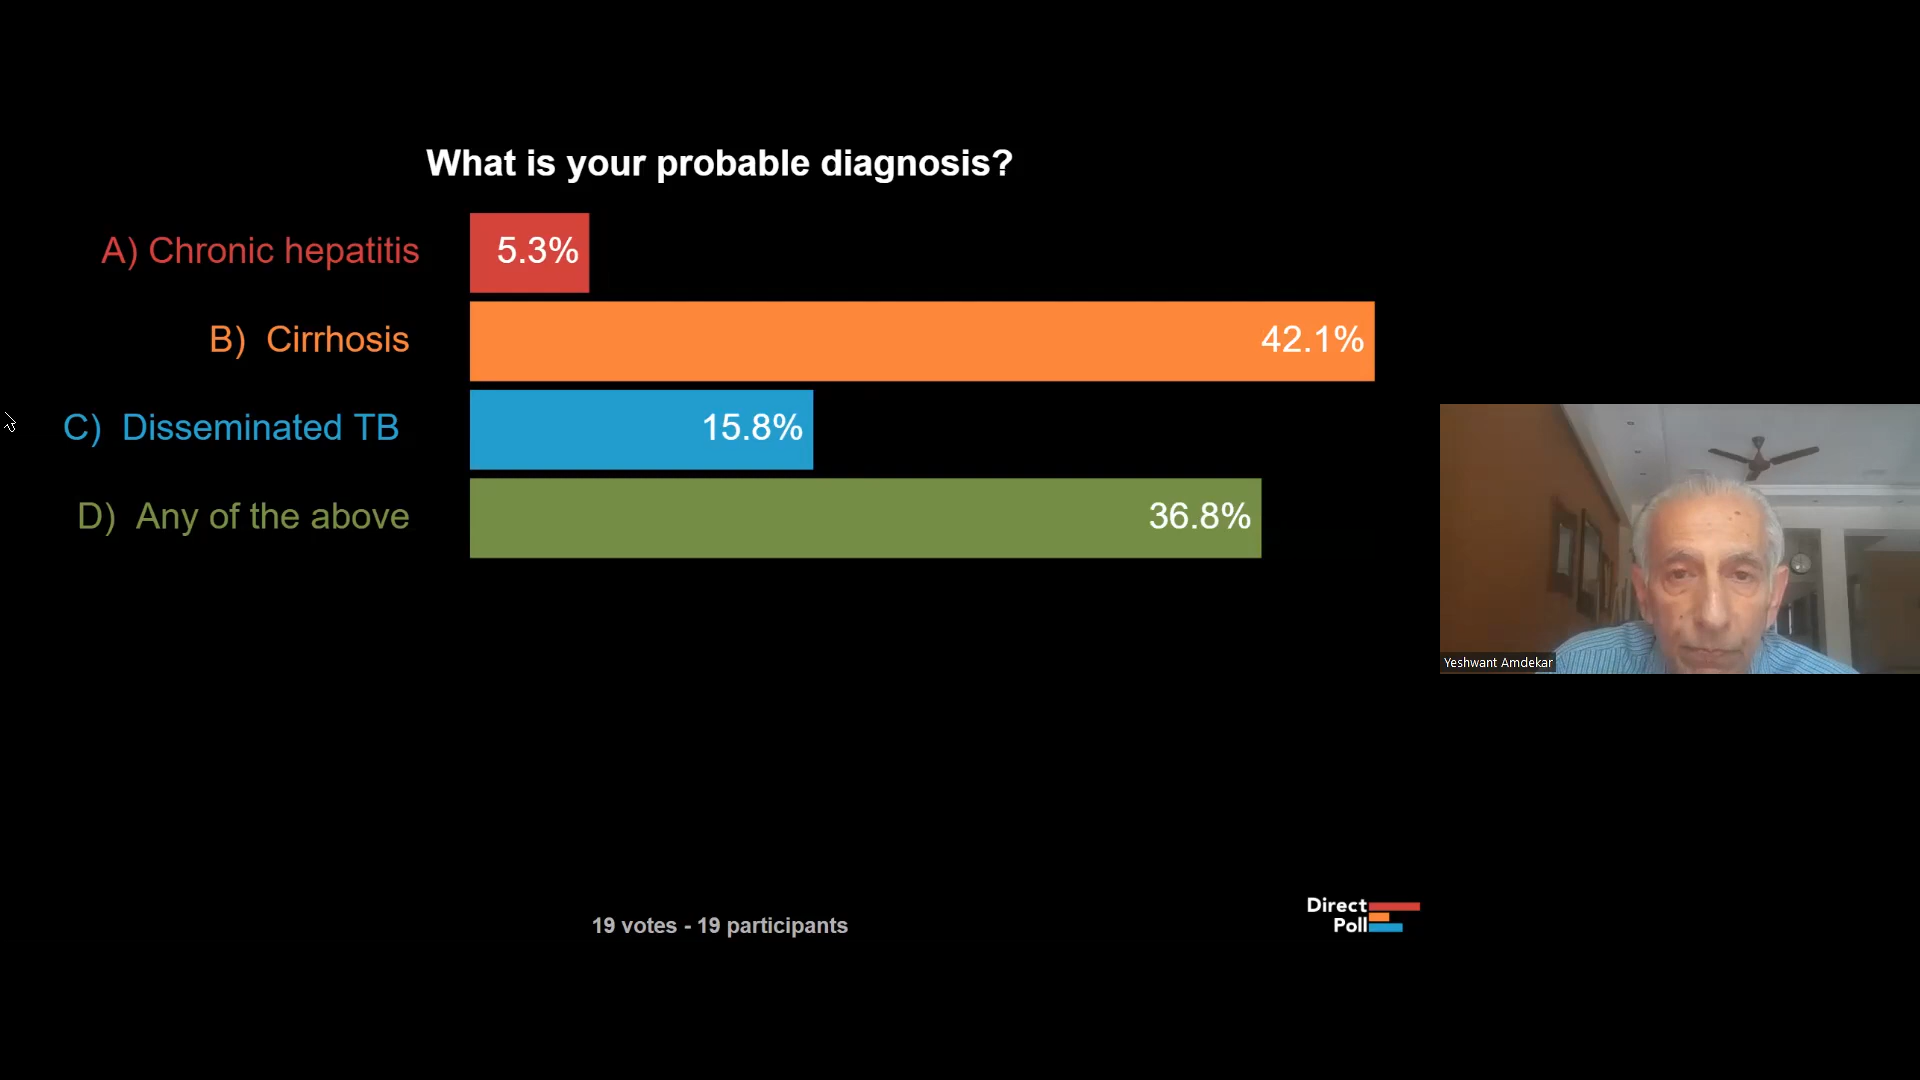 What is your probable diagnosis?
A) Chronic hepatitis 5.3%
B) Cirrhosis 42.1%
C) Disseminated TB 15.8%
D) Any of the above 36.8%
Yeshwant Amdekar
Direct
Poll
19 votes - 19 participants